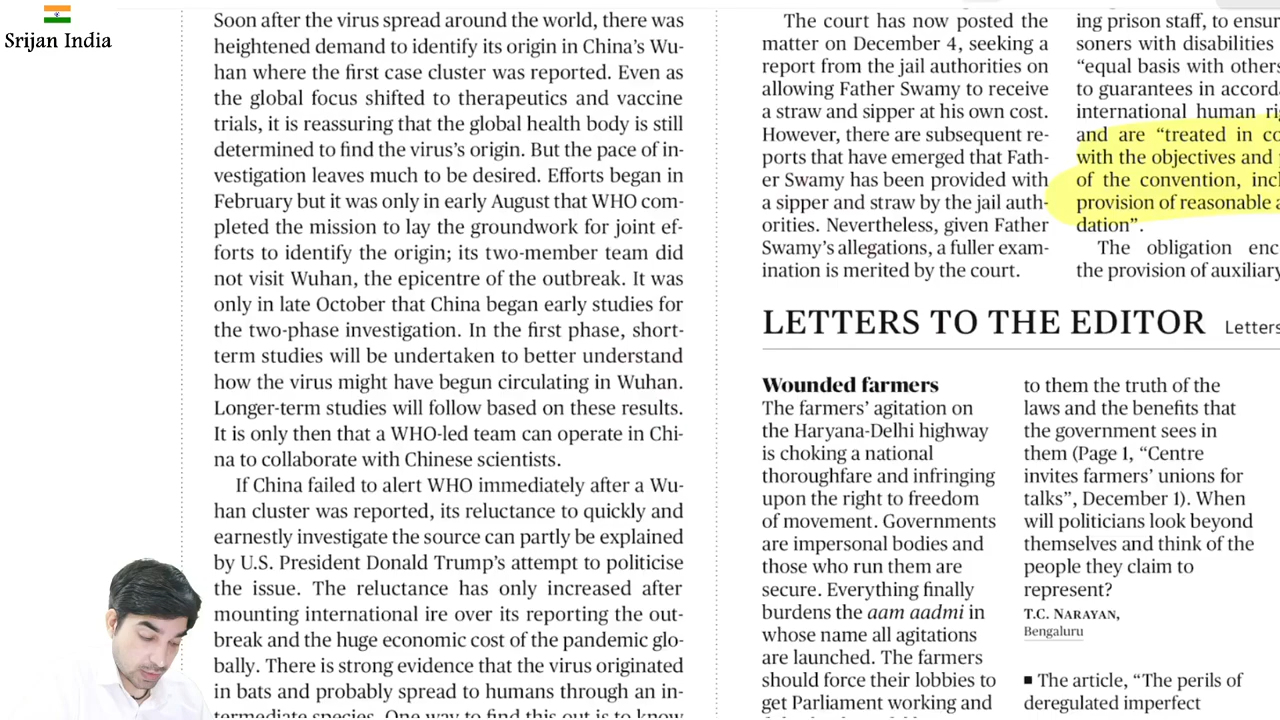 Srijan India
Soon after the virus spread around the world, there was
heightened demand to identify its origin in China's Wu-
han where the first case cluster was reported. Even as
the global focus shifted to therapeutics and vaccine
trials, it is reassuring that the global health body is still
determined to find the virus's origin. But the pace of in-
vestigation leaves much to be desired. Efforts began in
February but it was only in early August that WHO com-
pleted the mission to lay the groundwork for joint ef-
forts to identify the origin; its two-member team did
not visit Wuhan, the epicentre of the outbreak. It was
only in late October that China began early studies for
the two-phase investigation. In the first phase, short-
term studies will be undertaken to better understand
how the virus might have begun circulating in Wuhan.
Longer-term studies will follow based on these results.
It is only then that a WHO-led team can operate in Chi-
na to collaborate with Chinese scientists.
If China failed to alert WHO immediately after a Wu-
han cluster was reported, its reluctance to quickly and
earnestly investigate the source can partly be explained
by U.S. President Donald Trump's attempt to politicise
the issue. The reluctance has only increased after
mounting international ire over its reporting the out-
break and the huge economic cost of the pandemic glo-
bally. There is strong evidence that the virus originated
in bats and probably spread to humans through an in-
termediate species. One way to find this out is to know
The court has now posted the
matter on December 4, seeking a
report from the jail authorities on
allowing Father Swamy to receive
a straw and sipper at his own cost.
However, there are subsequent re-
ports that have emerged that Fath-
er Swamy has been provided with
a sipper and straw by the jail auth-
orities. Nevertheless, given Father
Swamy's allegations, a fuller exam-
ination is merited by the court.
ing prison staff, to ensur
soners with disabilities
"equal basis with others
to guarantees in accord
international human ri
and are "treated in co
with the objectives and
of the convention, incl
provision of reasonable a
dation".
The obligation enc
the provision of auxiliary
LETTERS TO THE EDITOR Letters
Wounded farmers
The farmers' agitation on
the Haryana-Delhi highway
is choking a national
thoroughfare and infringing
upon the right to freedom
of movement. Governments
are impersonal bodies and
those who run them are
secure. Everything finally
burdens the aam aadmi in
whose name all agitations
are launched. The farmers
should force their lobbies to
get Parliament working and
to them the truth of the
laws and the benefits that
the government sees in
them (Page 1, "Centre
invites farmers' unions for
talks", December 1). When
will politicians look beyond
themselves and think of the
people they claim to
represent?
T.C. NARAYAN,
Bengaluru
■ The article, "The perils of
deregulated imperfect